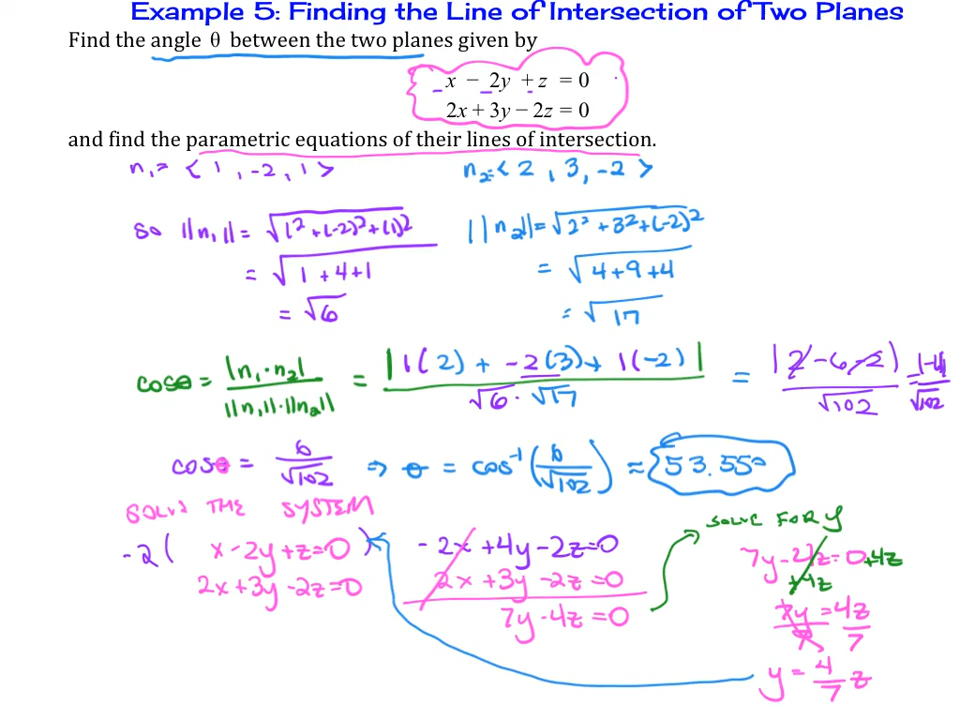 Example 5: Finding the Line of Intersection of Two Planes
Find the angle θ between the two planes given by
x − 2y + z = 0
2x + 3y − 2z = 0
and find the parametric equations of their lines of intersection.
n₁ = < 1, -2, 1 > n₂ = < 2, 3, -2 >
so ||n₁|| = √(1² + (-2)² + (1)²) ||n₂|| = √(2² + 3² + (-2)²)
= √(1 + 4 + 1) = √(4 + 9 + 4)
= √6 = √17
cosθ = |n₁ · n₂| / ||n₁|| · ||n₂|| = |1(2) + -2(3) + 1(-2)| / √6 · √17 = |2 - 6 - 2| / √102 = |-6| / √102
cosθ = 6/√102 ⇒ θ = cos⁻¹(6/√102) ≈ 53.55°
SOLVE THE SYSTEM
SOLVE FOR y
-2( x - 2y + z = 0 ) -2x + 4y - 2z = 0
2x + 3y - 2z = 0 2x + 3y - 2z = 0
7y - 4z = 0
+4z +4z
7y = 4z
7 7
y = 4/7 z